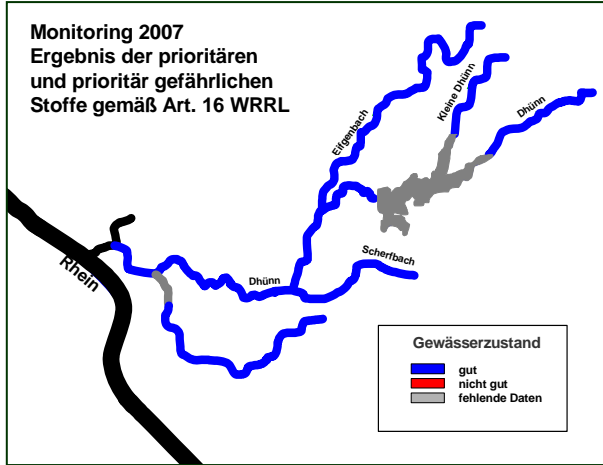 Monitoring 2007
Ergebnis der prioritären
und prioritär gefährlichen
Stoffe gemäß Art. 16 WRRL
Eifgenbach
Kleine Dhünn
Dhünn
Rhein
Dhünn
Scherfbach
Gewässerzustand
gut
nicht gut
fehlende Daten